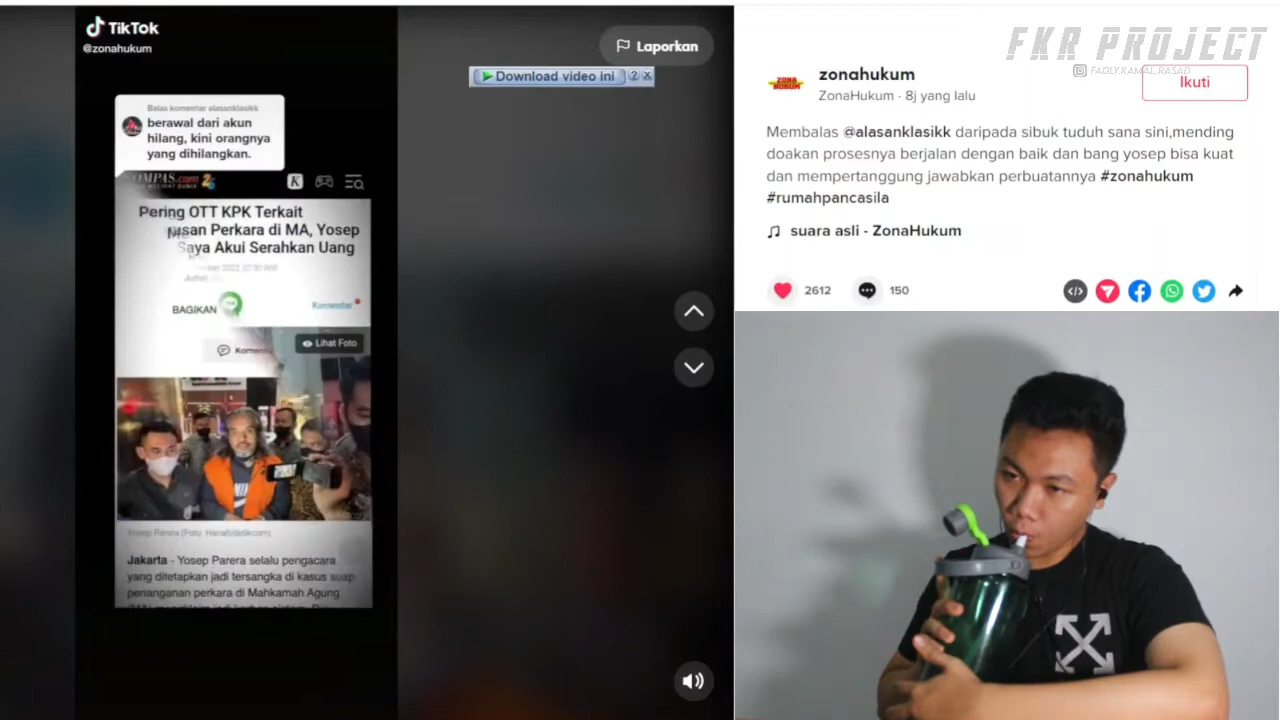 TikTok
@zonahukum
Laporkan
Download video ini
Balas komentar alasanklasikk
berawal dari akun
hilang, kini orangnya
yang dihilangkan.
K
Pering OTT KPK Terkait
usan Perkara di MA, Yosep
Saya Akui Serahkan Uang
BAGIKAN
Komentar
Lihat Foto
Yosep Parera (Foto: Hanafi/detikcom)
Jakarta - Yosep Parera selalu pengacara
yang ditetapkan jadi tersangka di kasus suap
penanganan perkara di Mahkamah Agung
FKR PROJECT
FADLY.KAMAL.RASAD
ZONA
HUKUM
zonahukum
ZonaHukum · 8j yang lalu
Ikuti
Membalas @alasanklasikk daripada sibuk tuduh sana sini,mending
doakan prosesnya berjalan dengan baik dan bang yosep bisa kuat
dan mempertanggung jawabkan perbuatannya #zonahukum
#rumahpancasila
suara asli - ZonaHukum
2612
150